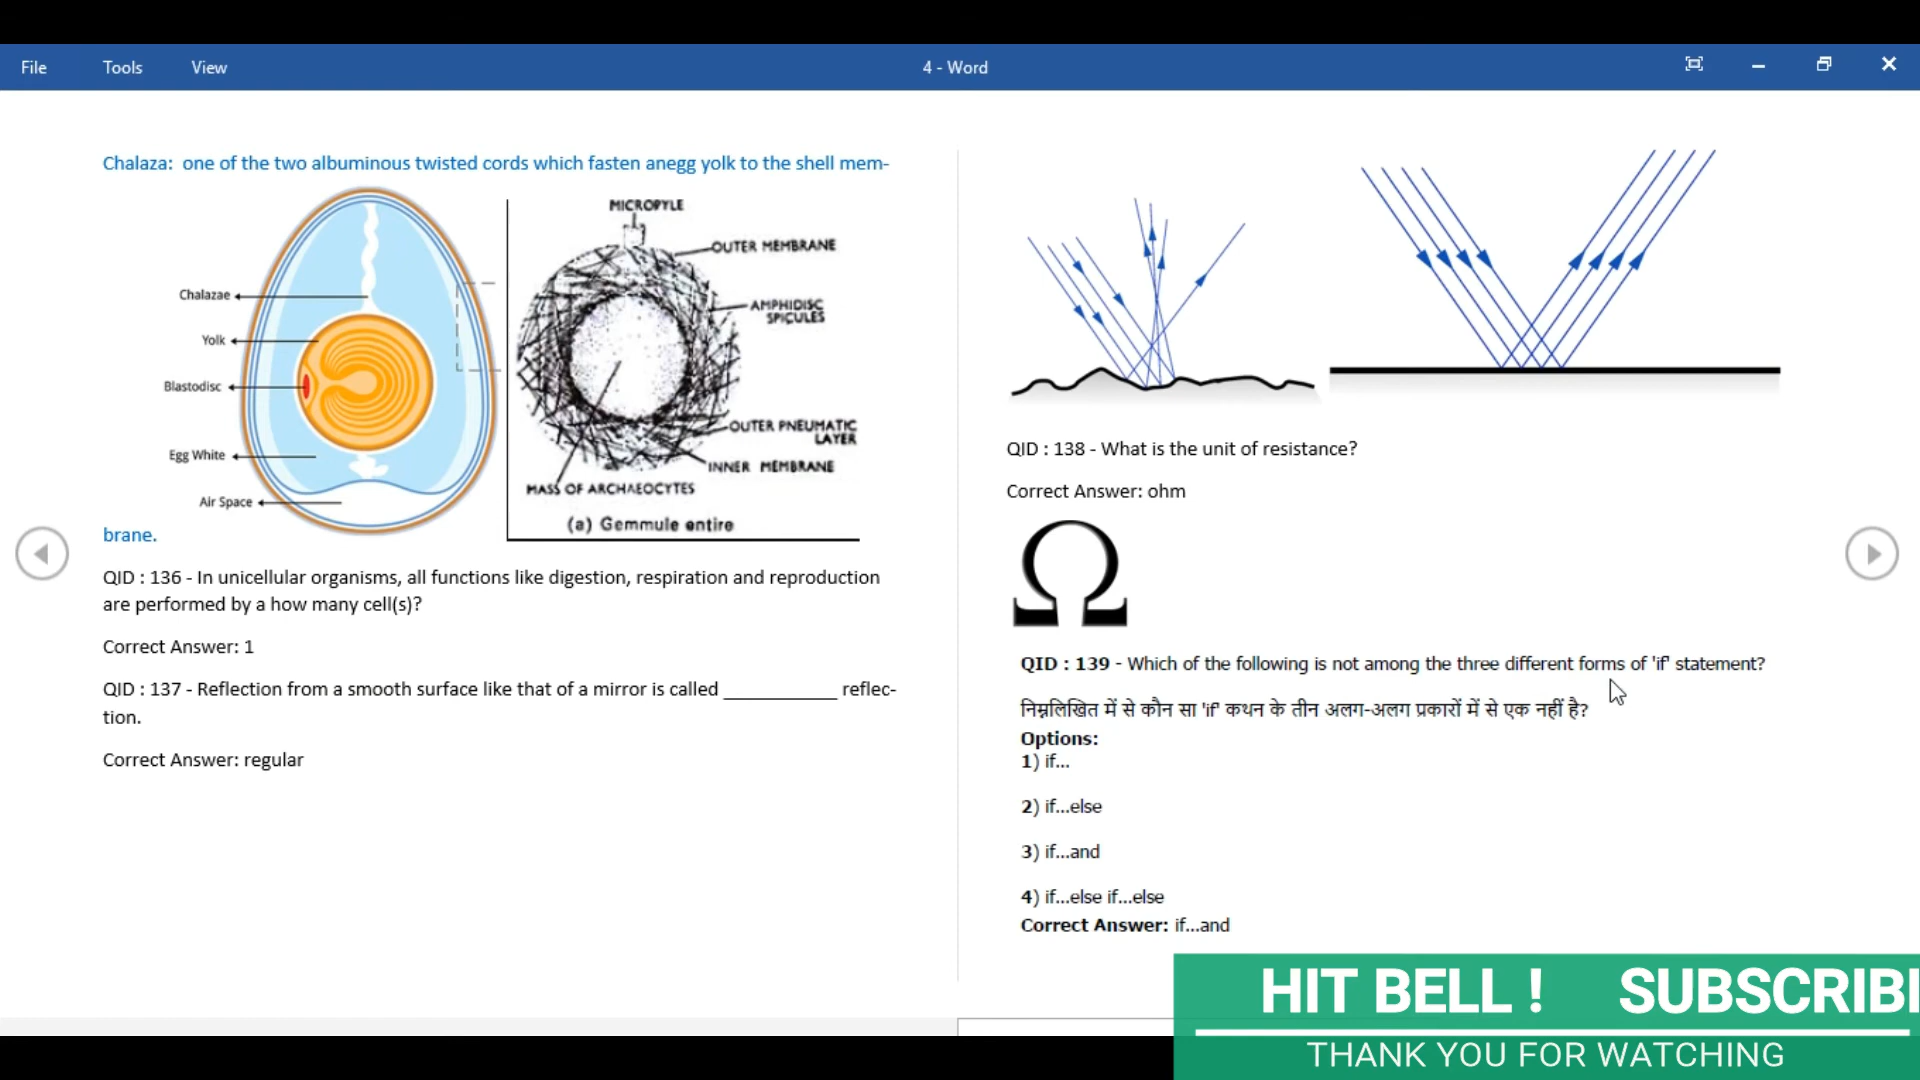 File Tools View 4 - Word
Chalaza: one of the two albuminous twisted cords which fasten anegg yolk to the shell mem-
Chalazae
Yolk
Blastodisc
Egg White
Air Space
MICROPYLE
OUTER MEMBRANE
AMPHIDISC
SPICULES
OUTER PNEUMATIC
LAYER
INNER MEMBRANE
MASS OF ARCHAEOCYTES
(a) Gemmule entire
brane.
QID : 136 - In unicellular organisms, all functions like digestion, respiration and reproduction
are performed by a how many cell(s)?
Correct Answer: 1
QID : 137 - Reflection from a smooth surface like that of a mirror is called ___________ reflec-
tion.
Correct Answer: regular
QID : 138 - What is the unit of resistance?
Correct Answer: ohm
Ω
QID : 139 - Which of the following is not among the three different forms of 'if' statement?
निम्नलिखित में से कौन सा 'if' कथन के तीन अलग-अलग प्रकारों में से एक नहीं है?
Options:
1) if...
2) if...else
3) if...and
4) if...else if...else
Correct Answer: if...and
HIT BELL ! SUBSCRIBI
THANK YOU FOR WATCHING